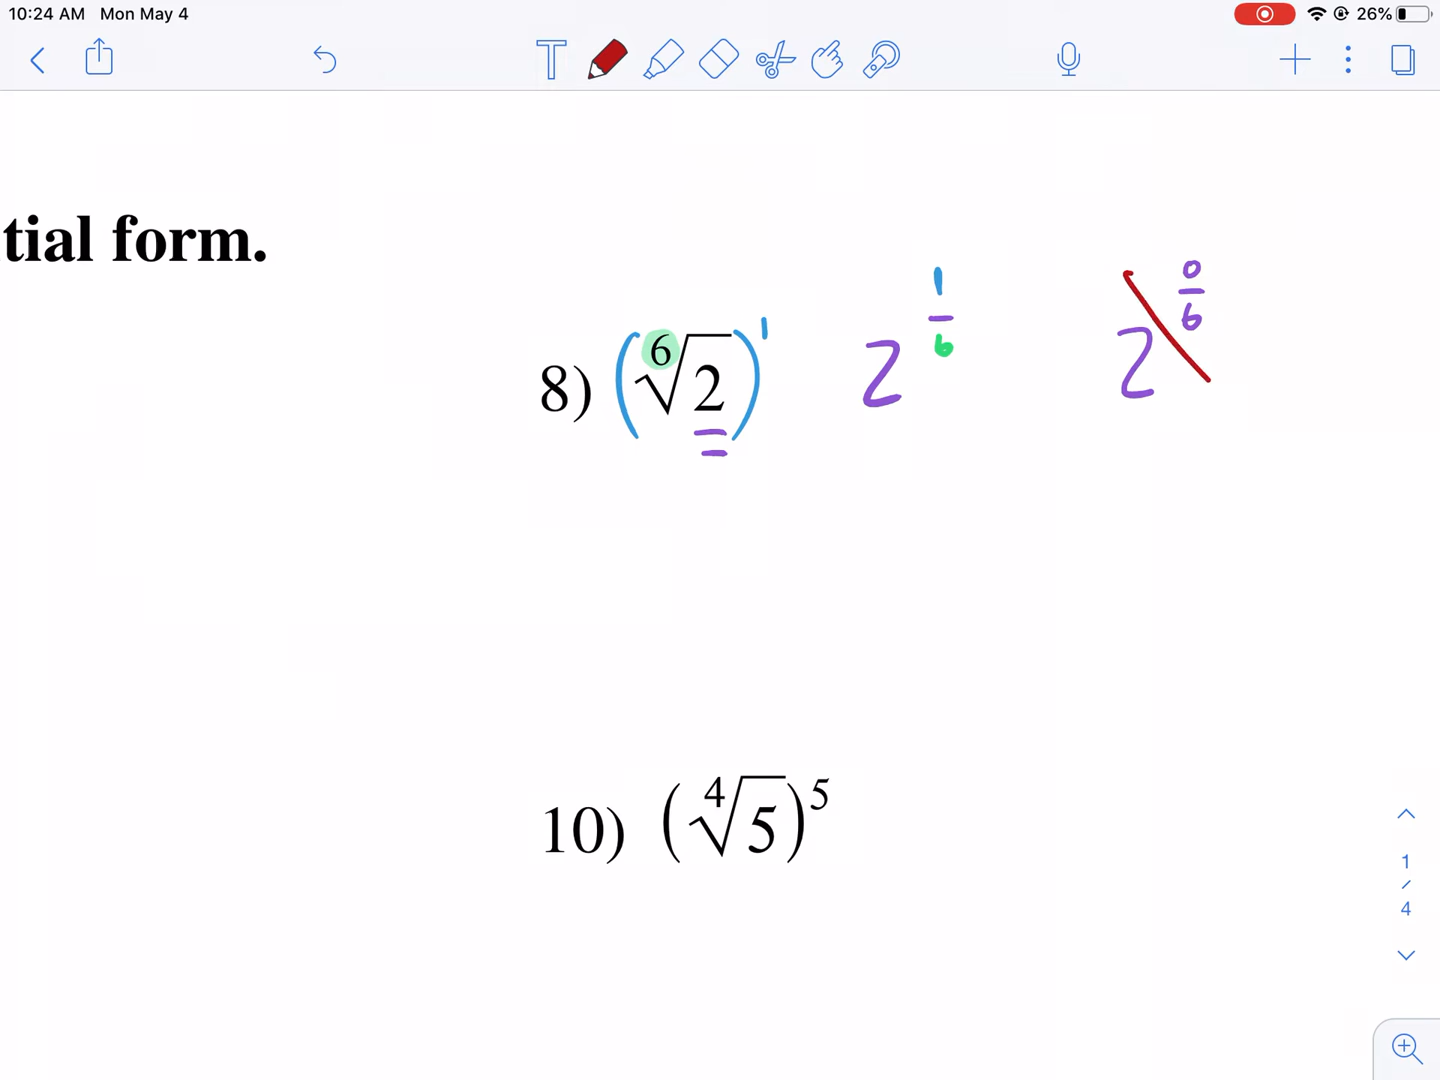 10:24 AM Mon May 4 26%
T
tial form.
8) (⁶√2)¹ 2^(1/6) 2^(0/6)
10) (⁴√5)⁵
1
/
4